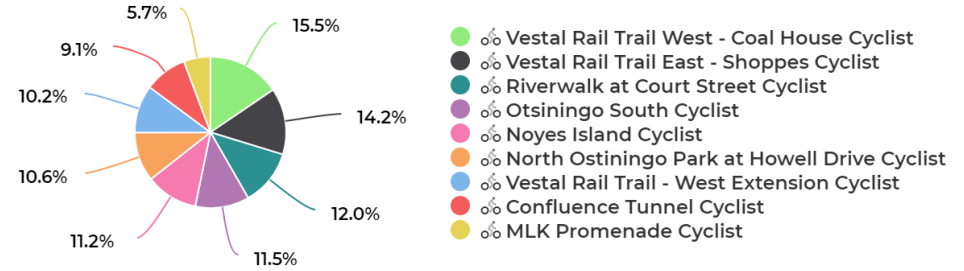 5.7%
15.5%
9.1%
10.2%
14.2%
10.6%
12.0%
11.2%
11.5%
Vestal Rail Trail West - Coal House Cyclist
Vestal Rail Trail East - Shoppes Cyclist
Riverwalk at Court Street Cyclist
Otsiningo South Cyclist
Noyes Island Cyclist
North Ostiningo Park at Howell Drive Cyclist
Vestal Rail Trail - West Extension Cyclist
Confluence Tunnel Cyclist
MLK Promenade Cyclist